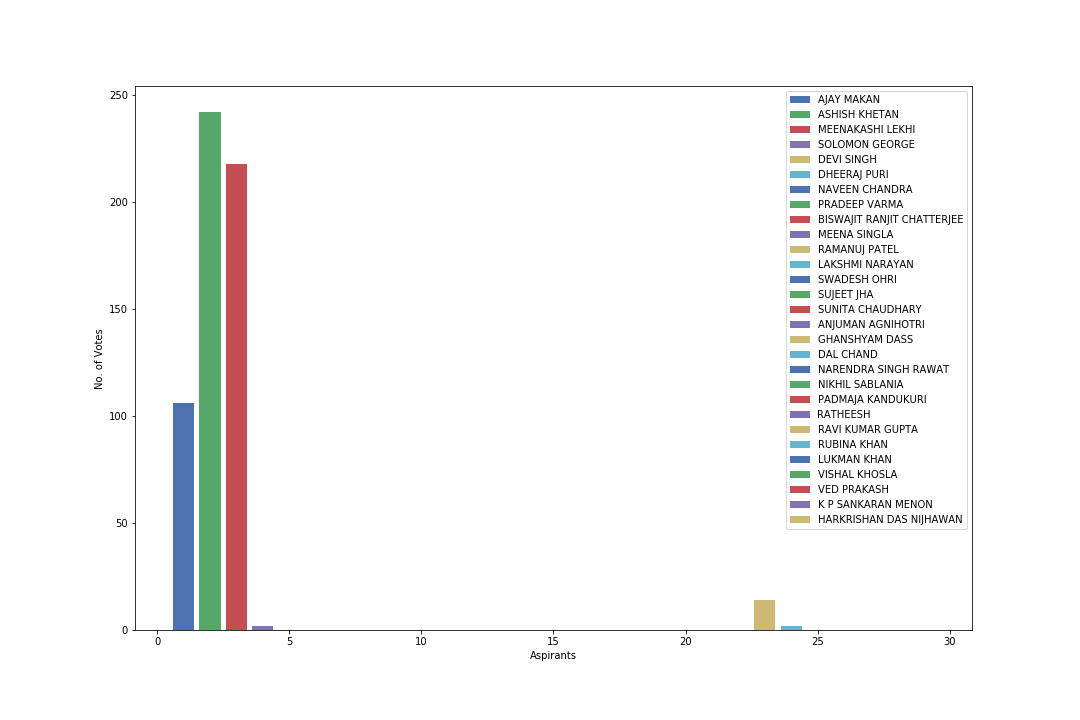 250
200
150
100
50
0
No. of Votes
0 5 10 15 20 25 30
Aspirants
AJAY MAKAN
ASHISH KHETAN
MEENAKASHI LEKHI
SOLOMON GEORGE
DEVI SINGH
DHEERAJ PURI
NAVEEN CHANDRA
PRADEEP VARMA
BISWAJIT RANJIT CHATTERJEE
MEENA SINGLA
RAMANUJ PATEL
LAKSHMI NARAYAN
SWADESH OHRI
SUJEET JHA
SUNITA CHAUDHARY
ANJUMAN AGNIHOTRI
GHANSHYAM DASS
DAL CHAND
NARENDRA SINGH RAWAT
NIKHIL SABLANIA
PADMAJA KANDUKURI
RATHEESH
RAVI KUMAR GUPTA
RUBINA KHAN
LUKMAN KHAN
VISHAL KHOSLA
VED PRAKASH
K P SANKARAN MENON
HARKRISHAN DAS NIJHAWAN